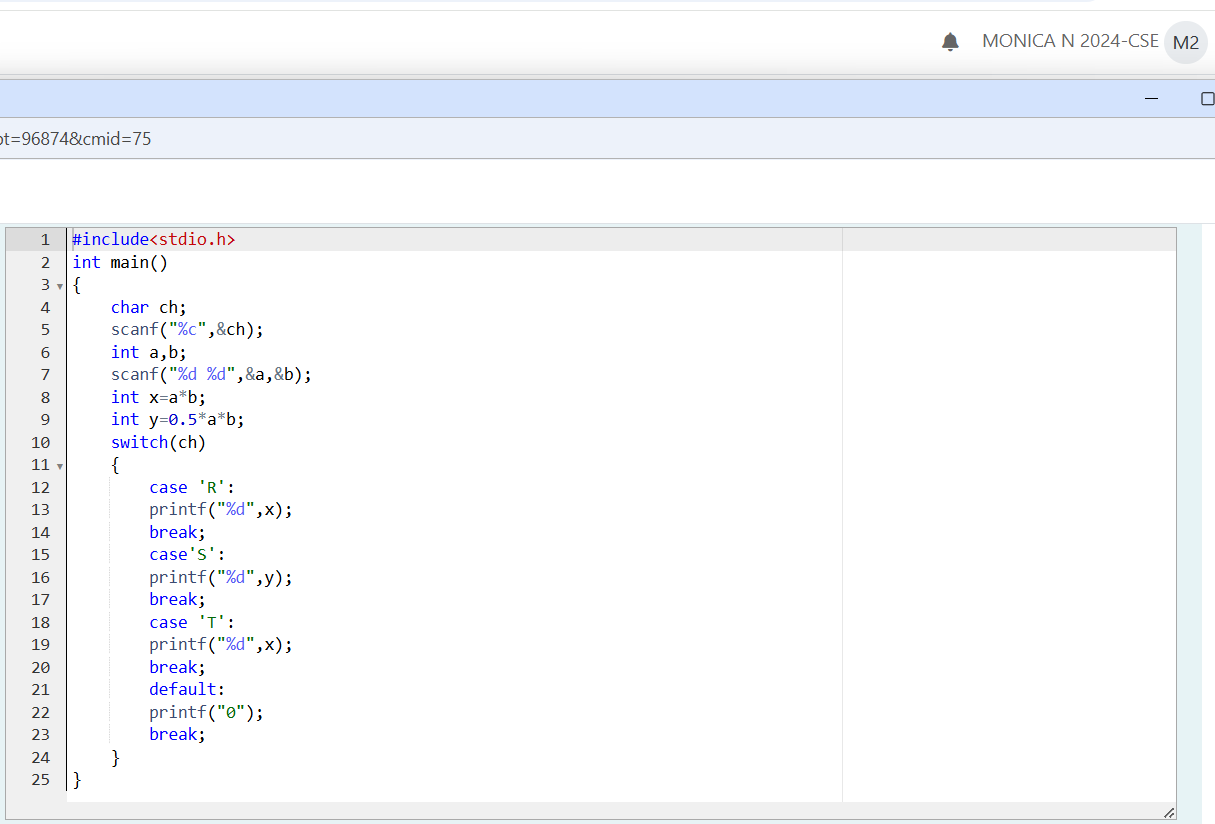 MONICA N 2024-CSE M2
pt=96874&cmid=75
1 #include<stdio.h>
2 int main()
3 {
4     char ch;
5     scanf("%c",&ch);
6     int a,b;
7     scanf("%d %d",&a,&b);
8     int x=a*b;
9     int y=0.5*a*b;
10     switch(ch)
11     {
12         case 'R':
13         printf("%d",x);
14         break;
15         case'S':
16         printf("%d",y);
17         break;
18         case 'T':
19         printf("%d",x);
20         break;
21         default:
22         printf("0");
23         break;
24     }
25 }